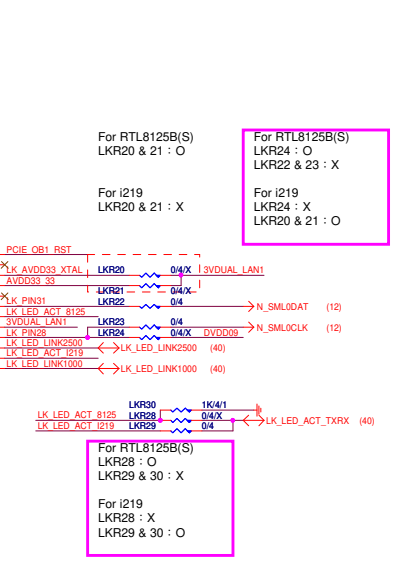 For RTL8125B(S)
LKR20 & 21：O
For i219
LKR20 & 21：X
For RTL8125B(S)
LKR24：O
LKR22 & 23：X
For i219
LKR24：X
LKR20 & 21：O
PCIE OB1 RST
LK_AVDD33_XTAL LKR20 0/4/X 3VDUAL_LAN1
AVDD33_33
LKR21 0/4/X
LK_PIN31 LKR22 0/4 N_SML0DAT (12)
LK_LED_ACT_8125
3VDUAL_LAN1 LKR23 0/4 N_SML0CLK (12)
LK_PIN28 LKR24 0/4/X DVDD09
LK_LED_LINK2500 LK_LED_LINK2500 (40)
LK_LED_ACT_I219
LK_LED_LINK1000 LK_LED_LINK1000 (40)
LKR30 1K/4/1
LK_LED_ACT_8125 LKR28 0/4/X LK_LED_ACT_TXRX (40)
LK_LED_ACT_I219 LKR29 0/4
For RTL8125B(S)
LKR28：O
LKR29 & 30：X
For i219
LKR28：X
LKR29 & 30：O